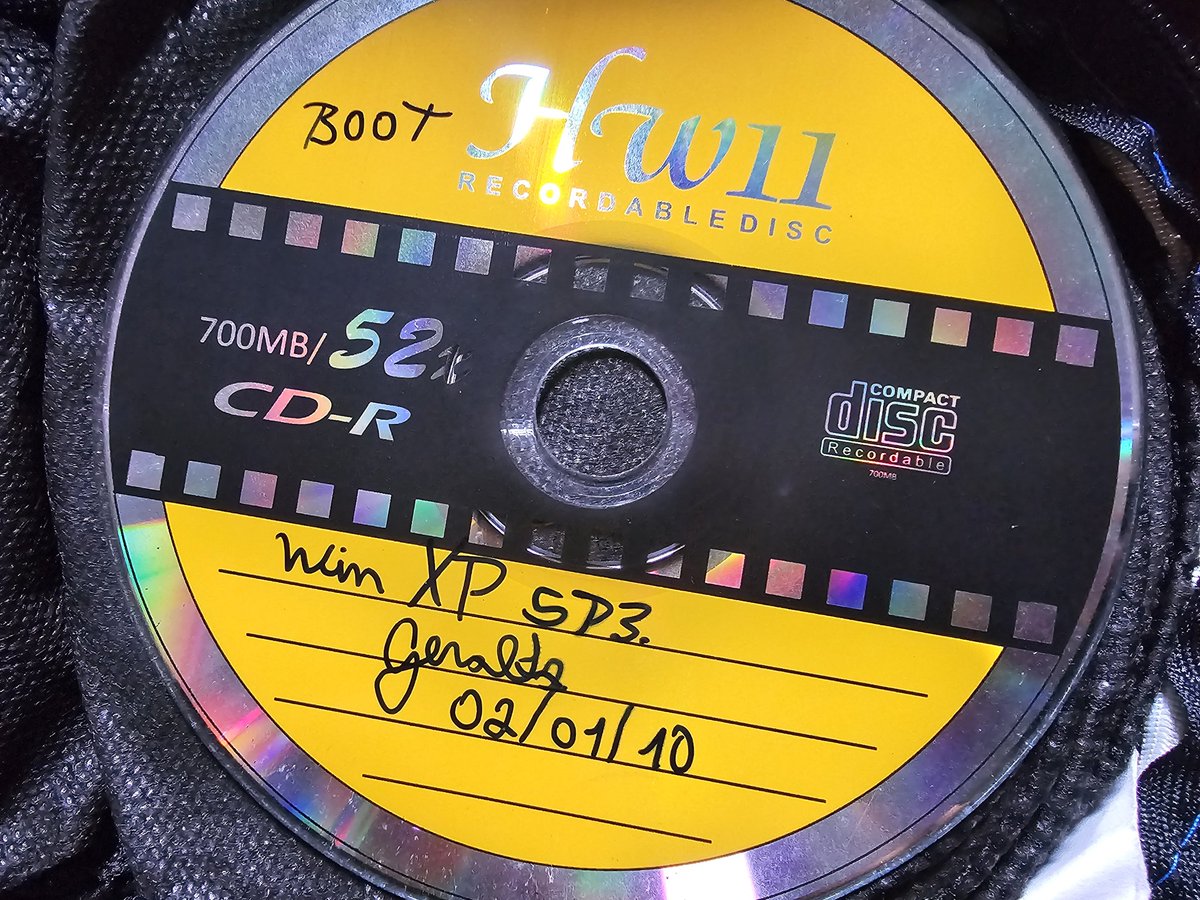 BOOT
Hw11
RECORDABLEDISC
700MB/52x
CD-R
COMPACT
disc
Recordable
700MB
Win XP SP3.
02/01/10